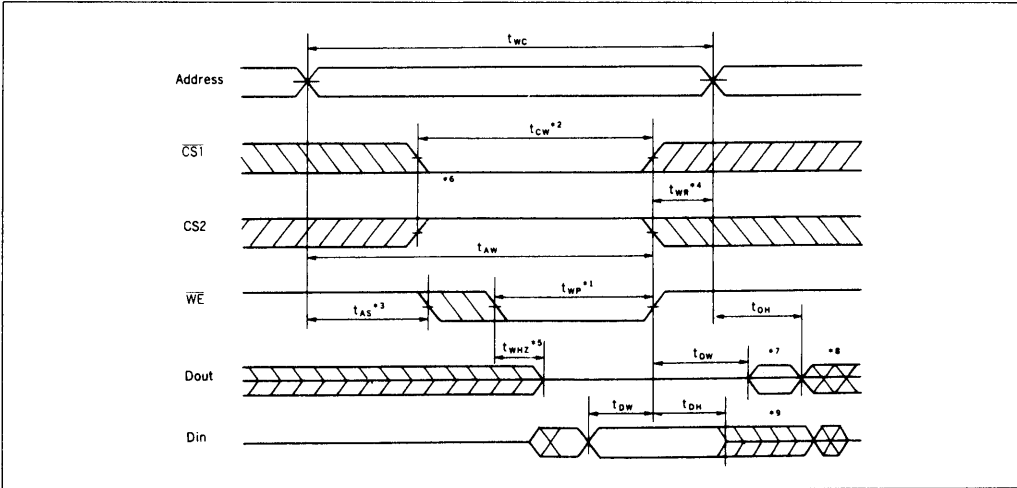 tWC
Address
tCW*2
CS1
*6
tWR*4
CS2
tAW
WE
tWP*1
tAS*3
tOH
tWHZ*5
tOW
*7
*8
Dout
tDW
tDH
*9
Din